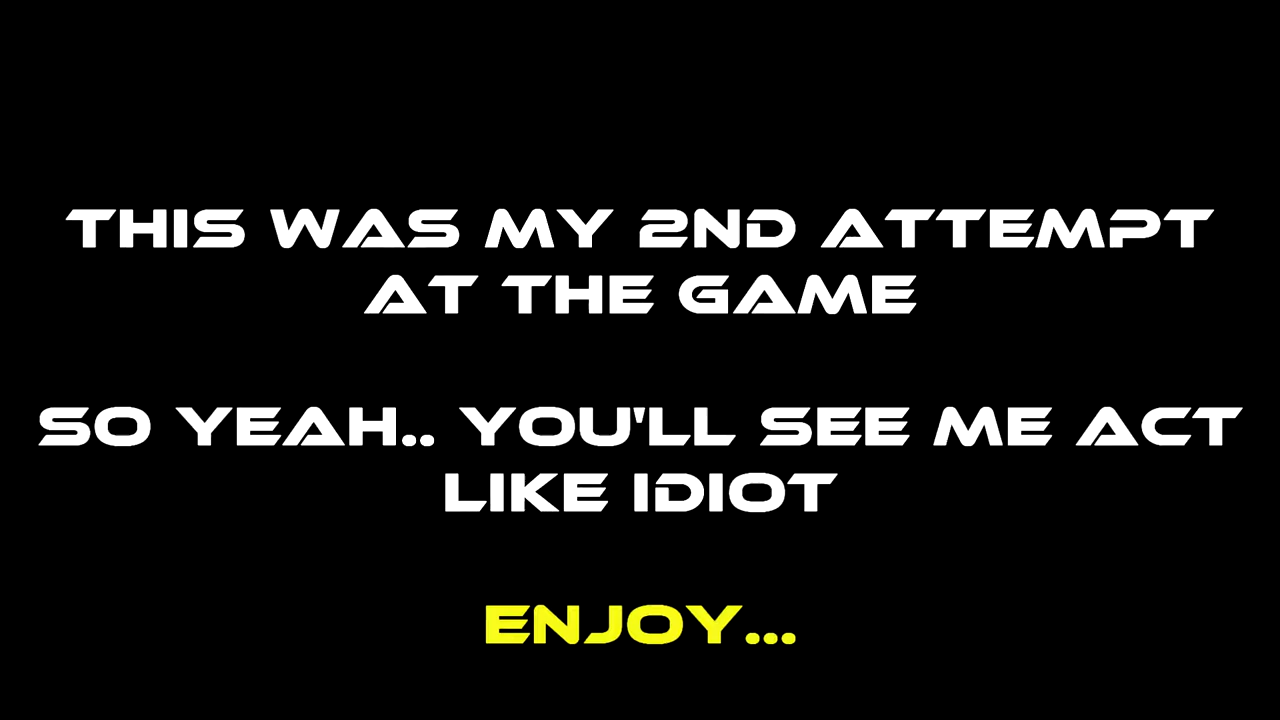 THIS WAS MY 2ND ATTEMPT
AT THE GAME
SO YEAH.. YOU'LL SEE ME ACT
LIKE IDIOT
ENJOY...